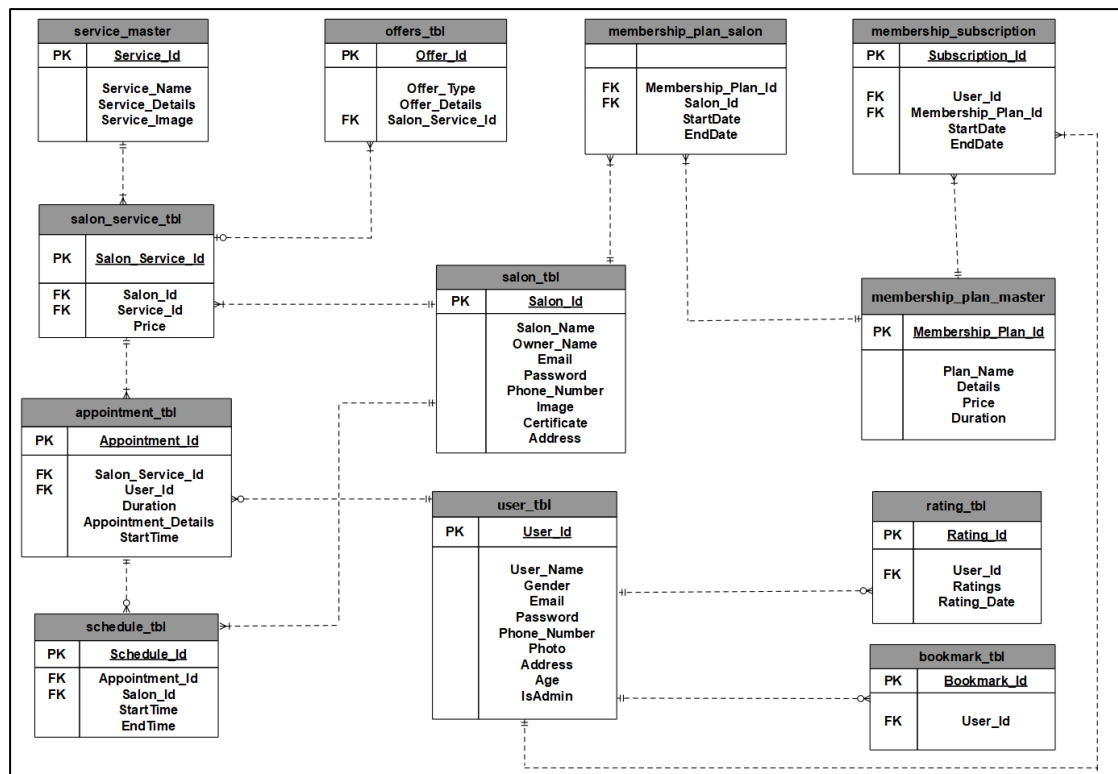 service_master
PK Service_Id
Service_Name
Service_Details
Service_Image
offers_tbl
PK Offer_Id
Offer_Type
Offer_Details
FK Salon_Service_Id
membership_plan_salon
FK Membership_Plan_Id
FK Salon_Id
StartDate
EndDate
membership_subscription
PK Subscription_Id
FK User_Id
FK Membership_Plan_Id
StartDate
EndDate
salon_service_tbl
PK Salon_Service_Id
FK Salon_Id
FK Service_Id
Price
salon_tbl
PK Salon_Id
Salon_Name
Owner_Name
Email
Password
Phone_Number
Image
Certificate
Address
membership_plan_master
PK Membership_Plan_Id
Plan_Name
Details
Price
Duration
appointment_tbl
PK Appointment_Id
FK Salon_Service_Id
FK User_Id
Duration
Appointment_Details
StartTime
user_tbl
PK User_Id
User_Name
Gender
Email
Password
Phone_Number
Photo
Address
Age
IsAdmin
rating_tbl
PK Rating_Id
FK User_Id
Ratings
Rating_Date
schedule_tbl
PK Schedule_Id
FK Appointment_Id
FK Salon_Id
StartTime
EndTime
bookmark_tbl
PK Bookmark_Id
FK User_Id